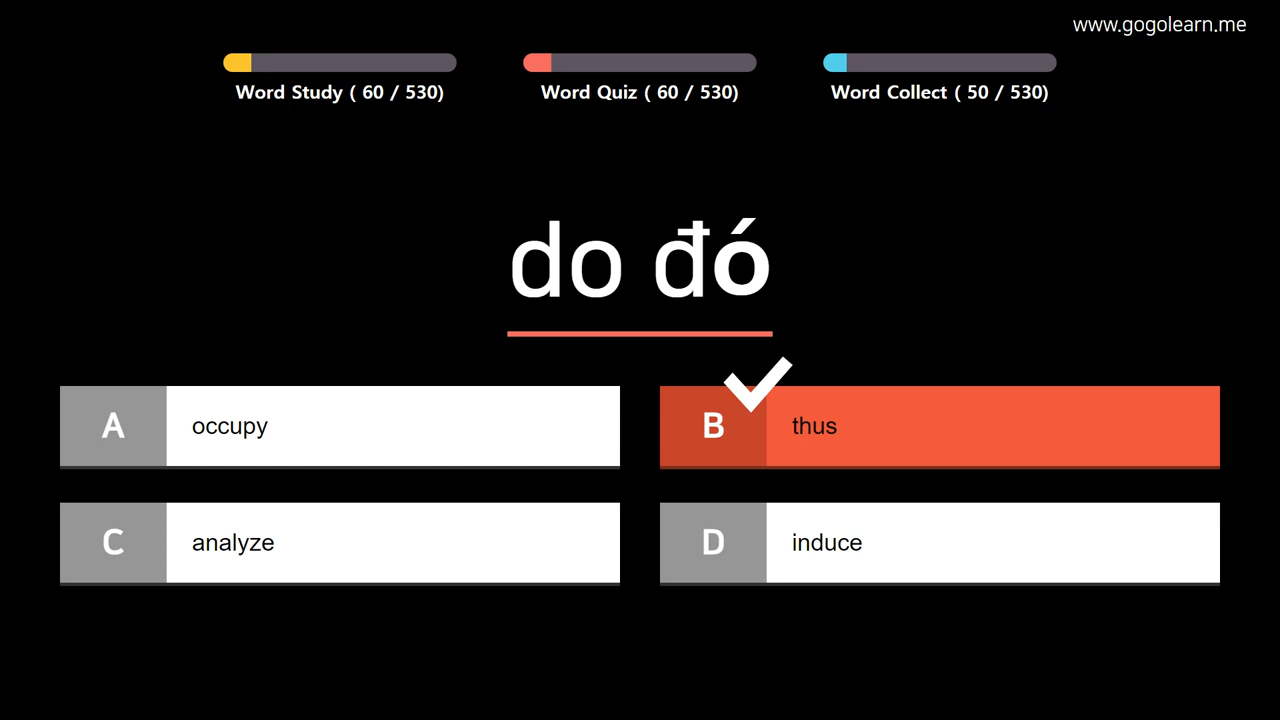 www.gogolearn.me
Word Study ( 60 / 530)
Word Quiz ( 60 / 530)
Word Collect ( 50 / 530)
do đó
A occupy
B thus
C analyze
D induce